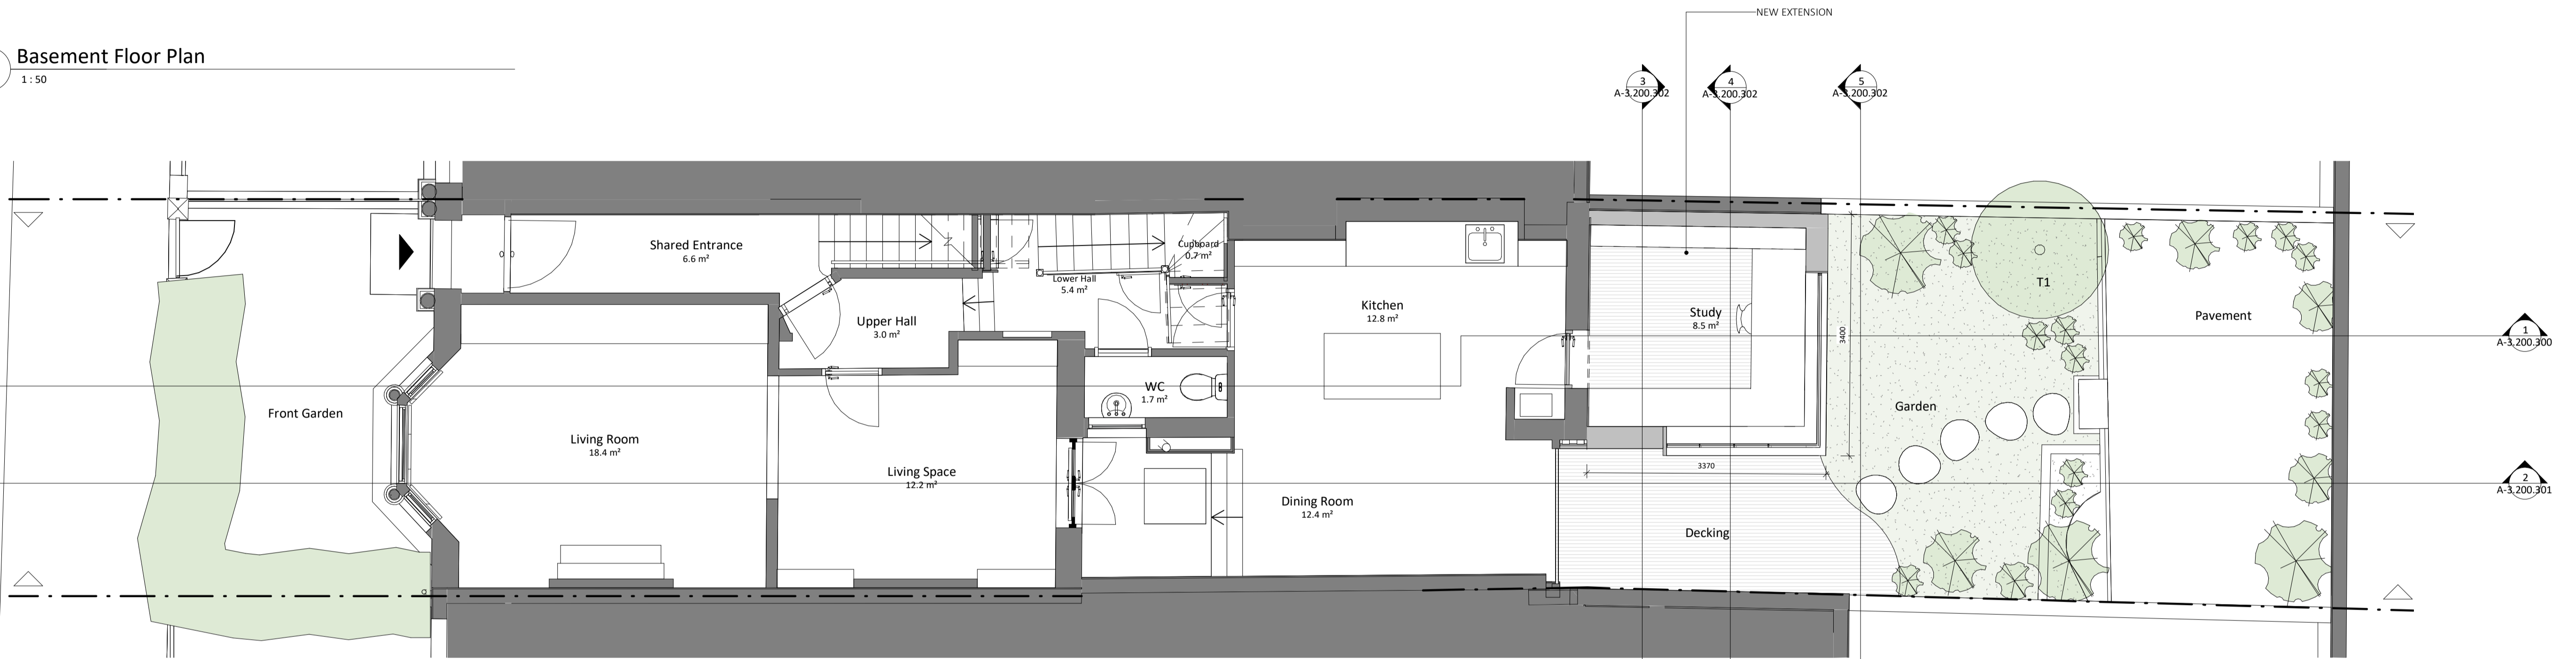 NEW EXTENSION
Basement Floor Plan
1 : 50
3
A-3.200.302
4
A-3.200.302
5
A-3.200.302
Shared Entrance
6.6 m²
Cupboard
0.7 m²
Lower Hall
5.4 m²
Upper Hall
3.0 m²
Kitchen
12.8 m²
Study
8.5 m²
T1
Pavement
3400
1
A-3.200.300
WC
1.7 m²
Front Garden
Garden
Living Room
18.4 m²
Living Space
12.2 m²
3370
2
A-3.200.301
Dining Room
12.4 m²
Decking